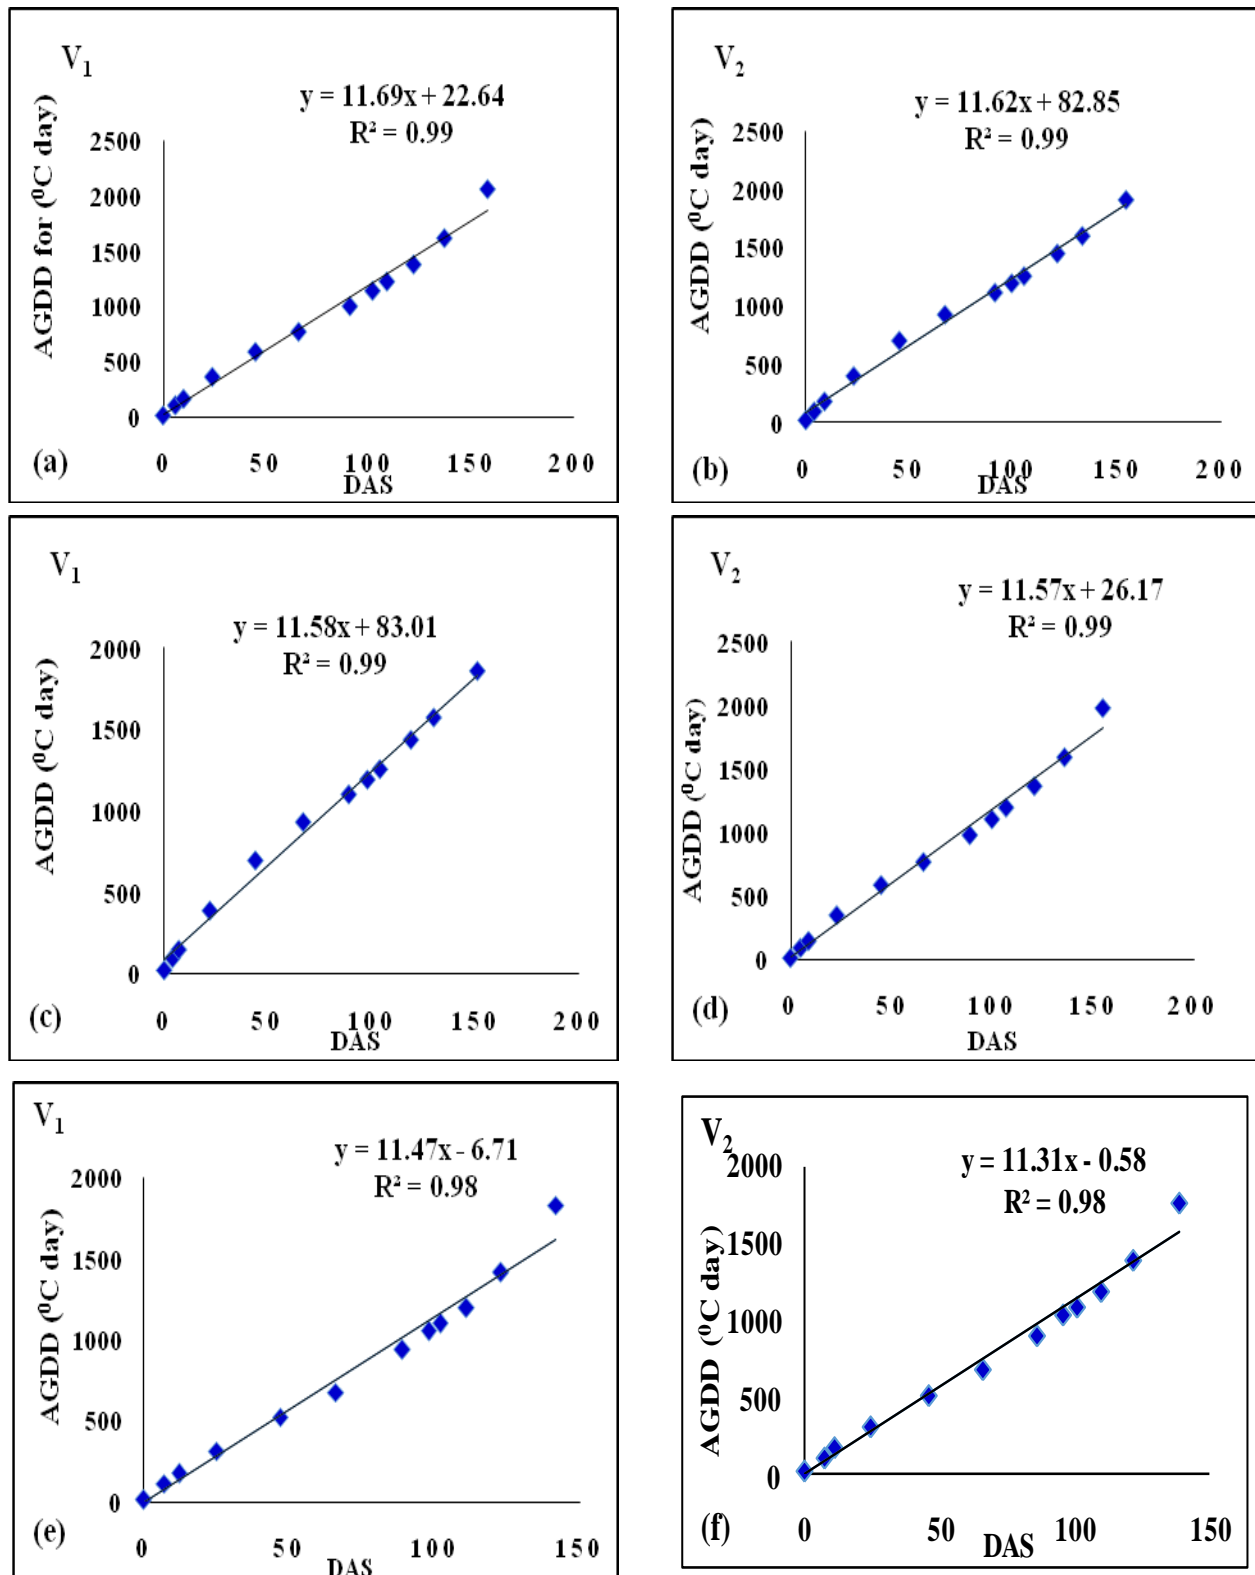 V₁
y = 11.69x + 22.64
R² = 0.99
AGDD for (⁰C day)
2500
2000
1500
1000
500
0
0 50 100 150 200
DAS
(a)
V₂
y = 11.62x + 82.85
R² = 0.99
AGDD (⁰C day)
2500
2000
1500
1000
500
0
0 50 100 150 200
DAS
(b)
V₁
y = 11.58x + 83.01
R² = 0.99
AGDD (⁰C day)
2000
1500
1000
500
0
0 50 100 150 200
DAS
(c)
V₂
y = 11.57x + 26.17
R² = 0.99
AGDD (⁰C day)
2500
2000
1500
1000
500
0
0 50 100 150 200
DAS
(d)
V₁
y = 11.47x - 6.71
R² = 0.98
AGDD (⁰C day)
2000
1500
1000
500
0
0 50 100 150
DAS
(e)
V₂
y = 11.31x - 0.58
R² = 0.98
AGDD (⁰C day)
2000
1500
1000
500
0
0 50 100 150
DAS
(f)